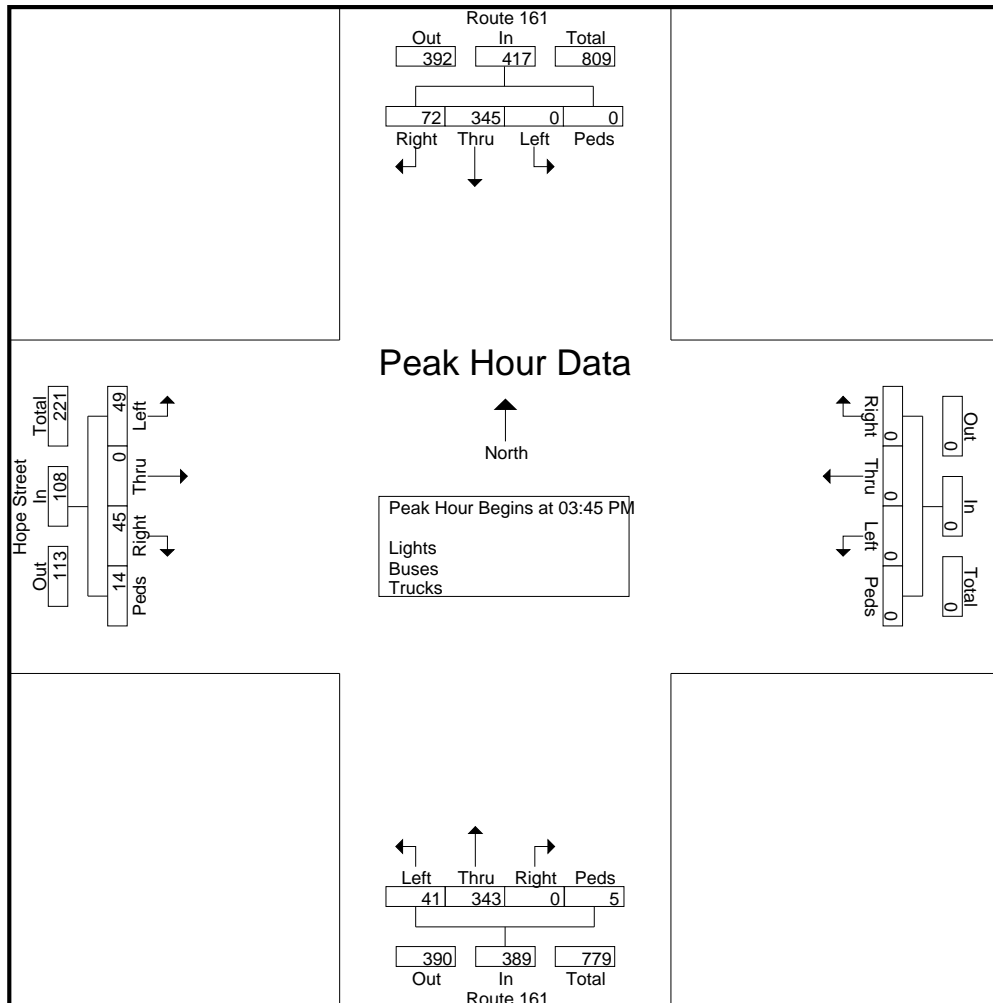 Route 161
Out In Total
392 417 809
72 345 0 0
Right Thru Left Peds
Peak Hour Data
North
Peak Hour Begins at 03:45 PM
Lights
Buses
Trucks
Hope Street
Out In Total
113 108 221
14 45 0 49
Peds Right Thru Left
Out In Total
0 0 0
0 0 0 0
Right Thru Left Peds
Left Thru Right Peds
41 343 0 5
390 389 779
Out In Total
Route 161